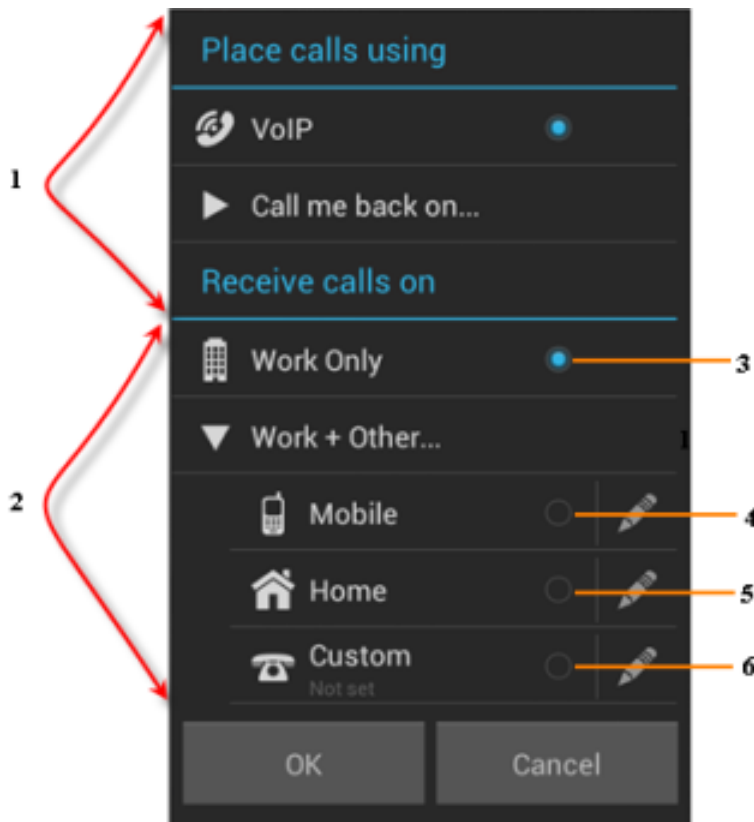 Place calls using
VoIP
1
Call me back on...
Receive calls on
Work Only
3
Work + Other...
1
2
Mobile
4
Home
5
Custom
Not set
6
OK
Cancel